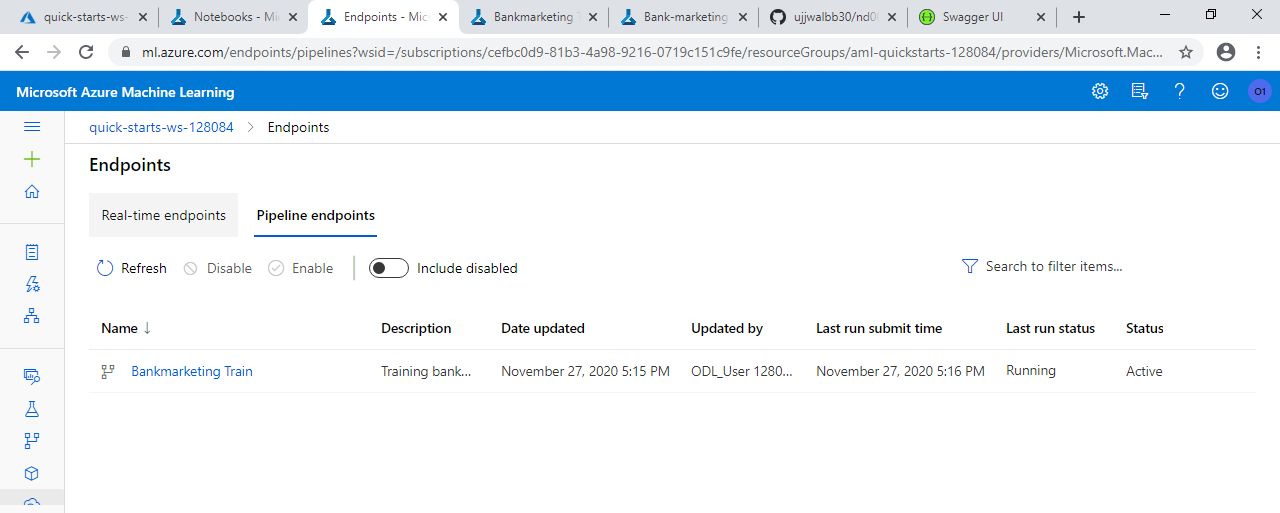 quick-starts-ws-
Notebooks - Mi
Endpoints - Micr
Bankmarketing T
Bank-marketing
ujjwalbb30/nd0
Swagger UI
ml.azure.com/endpoints/pipelines?wsid=/subscriptions/cefbc0d9-81b3-4a98-9216-0719c151c9fe/resourceGroups/aml-quickstarts-128084/providers/Microsoft.Mac...
Microsoft Azure Machine Learning
O1
quick-starts-ws-128084 > Endpoints
Endpoints
Real-time endpoints Pipeline endpoints
Refresh Disable Enable Include disabled Search to filter items...
Name ↓ Description Date updated Updated by Last run submit time Last run status Status
Bankmarketing Train Training bank... November 27, 2020 5:15 PM ODL_User 1280... November 27, 2020 5:16 PM Running Active